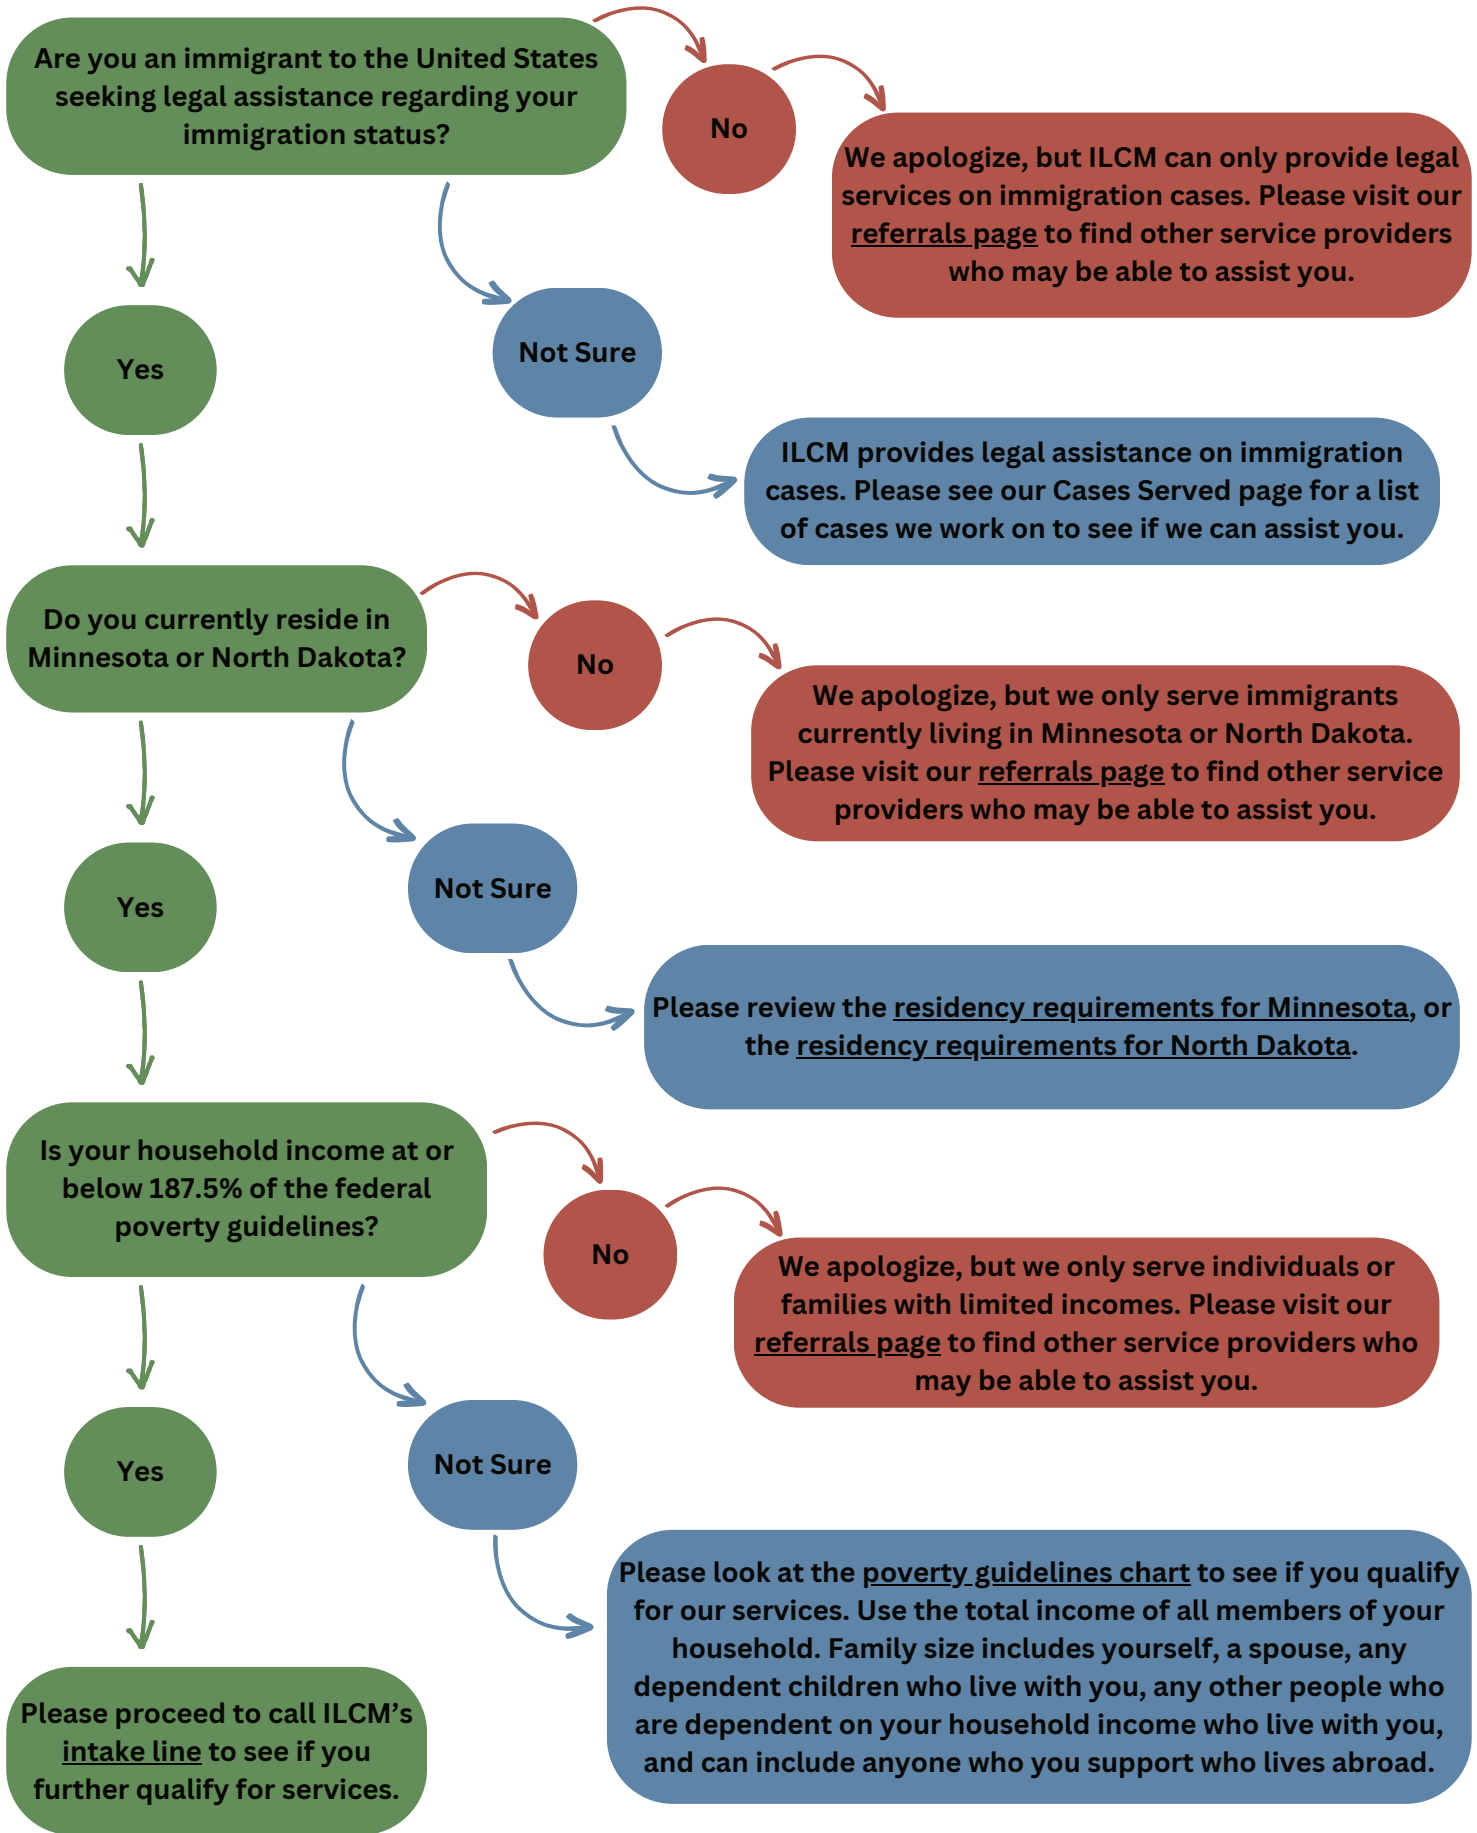 Are you an immigrant to the United States
seeking legal assistance regarding your
immigration status?
No
We apologize, but ILCM can only provide legal
services on immigration cases. Please visit our
referrals page to find other service providers
who may be able to assist you.
Yes
Not Sure
ILCM provides legal assistance on immigration
cases. Please see our Cases Served page for a list
of cases we work on to see if we can assist you.
Do you currently reside in
Minnesota or North Dakota?
No
We apologize, but we only serve immigrants
currently living in Minnesota or North Dakota.
Please visit our referrals page to find other service
providers who may be able to assist you.
Yes
Not Sure
Please review the residency requirements for Minnesota, or
the residency requirements for North Dakota.
Is your household income at or
below 187.5% of the federal
poverty guidelines?
No
We apologize, but we only serve individuals or
families with limited incomes. Please visit our
referrals page to find other service providers who
may be able to assist you.
Yes
Not Sure
Please look at the poverty guidelines chart to see if you qualify
for our services. Use the total income of all members of your
household. Family size includes yourself, a spouse, any
dependent children who live with you, any other people who
are dependent on your household income who live with you,
and can include anyone who you support who lives abroad.
Please proceed to call ILCM’s
intake line to see if you
further qualify for services.